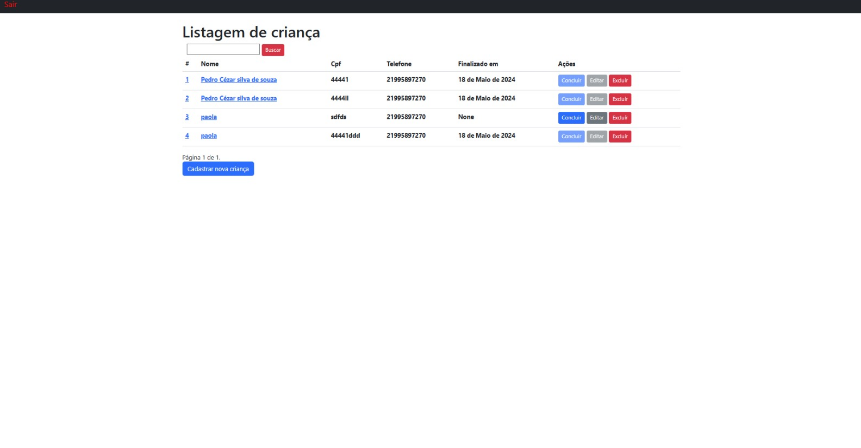 Sair
Listagem de criança
Buscar
# Nome Cpf Telefone Finalizado em Ações
1 Pedro Cézar silva de souza 44441 21995897270 18 de Maio de 2024 Concluir Editar Excluir
2 Pedro Cézar silva de souza 21995897270 18 de Maio de 2024 Concluir Editar Excluir
3 paola sdfds 21995897270 None Concluir Editar Excluir
4 paola 44441ddd 21995897270 18 de Maio de 2024 Concluir Editar Excluir
Página 1 de 1.
Cadastrar nova criança